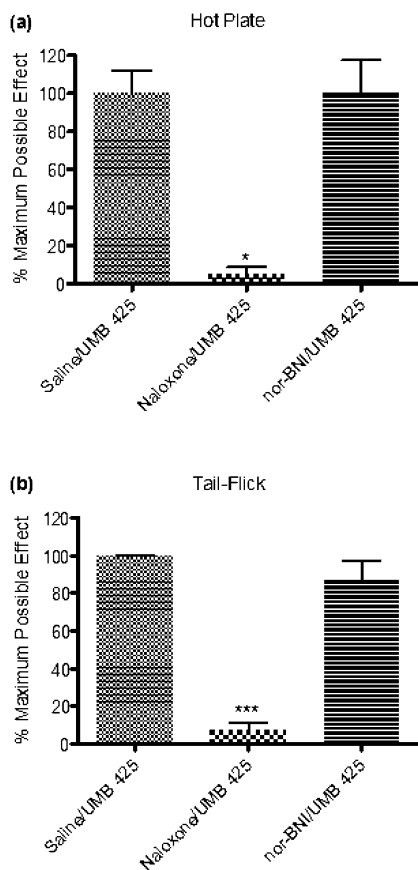 (a)
Hot Plate
% Maximum Possible Effect
120
100
80
60
40
20
0
*
Saline/UMB 425
Naloxone/UMB 425
nor-BNI/UMB 425
(b)
Tail-Flick
% Maximum Possible Effect
120
100
80
60
40
20
0
***
Saline/UMB 425
Naloxone/UMB 425
nor-BNI/UMB 425